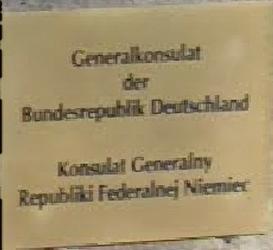 Generalkonsulat
der
Bundesrepublik Deutschland
Konsulat Generalny
Republiki Federalnej Niemiec